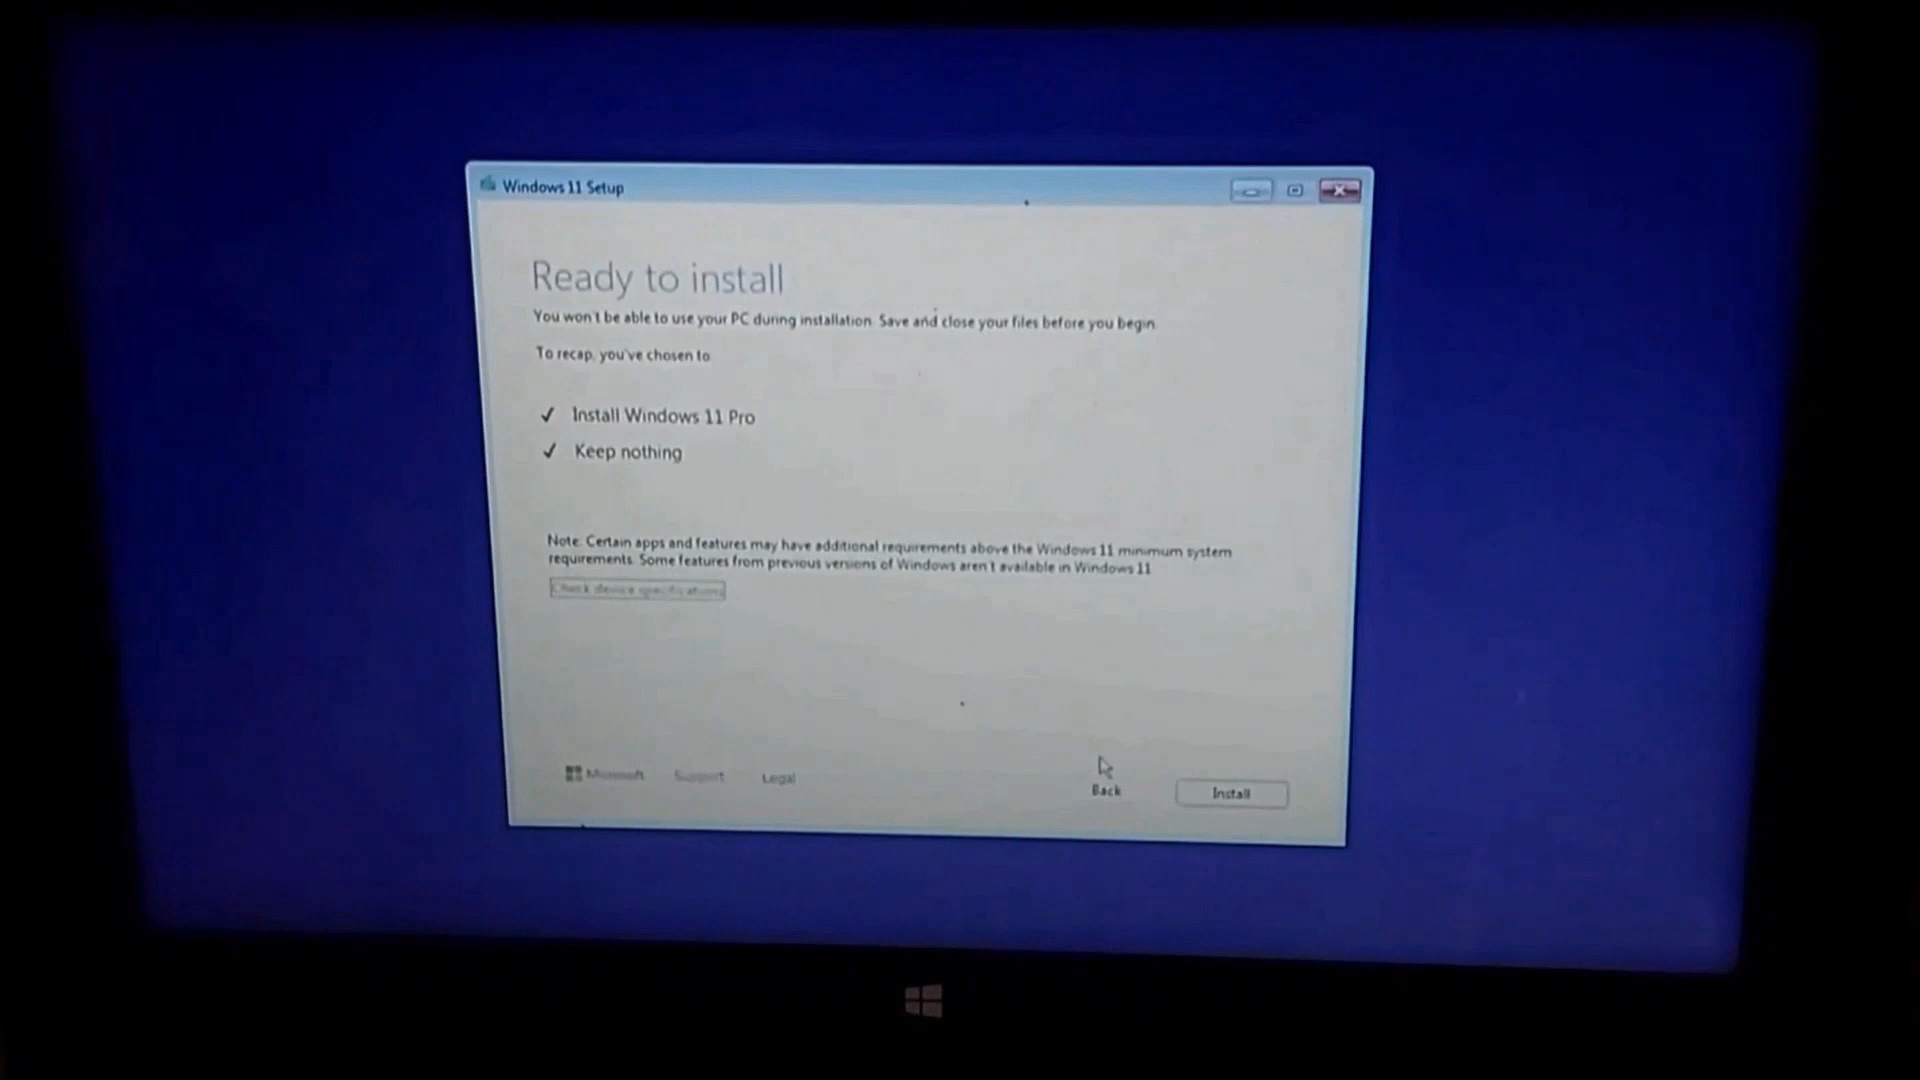 Windows 11 Setup
Ready to install
You won't be able to use your PC during installation. Save and close your files before you begin.
To recap, you've chosen to
Install Windows 11 Pro
Keep nothing
Note: Certain apps and features may have additional requirements above the Windows 11 minimum system
requirements. Some features from previous versions of Windows aren't available in Windows 11
Check device specifications
Microsoft Support Legal
Back
Install